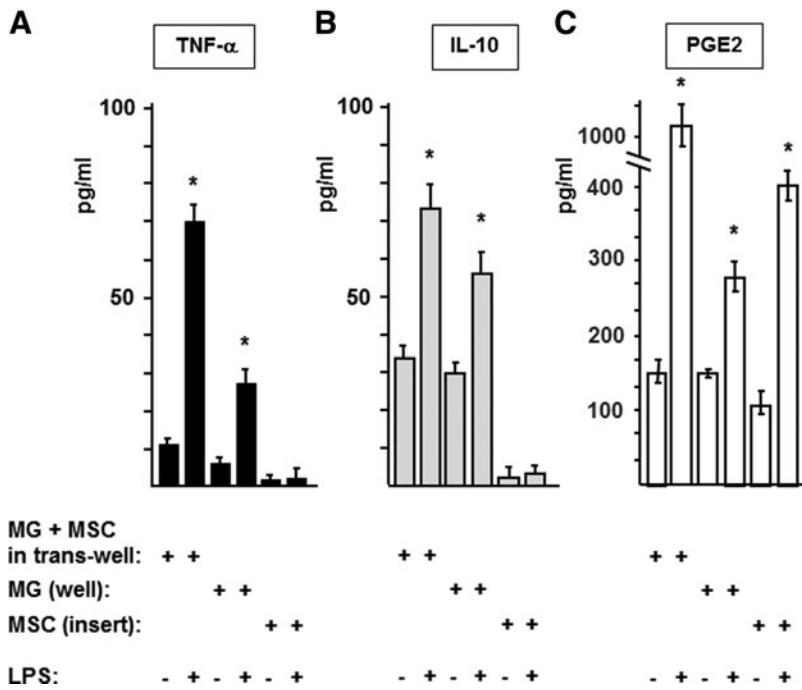 A TNF-α B IL-10 C PGE2
100 100
1000
* * * * * *
pg/ml pg/ml pg/ml
400
300
50 50
200
100
MG + MSC
in trans-well: + + + + + +
MG (well): + + + + + +
MSC (insert): + + + + + +
LPS: - + - + - + - + - + - + - + - + - +